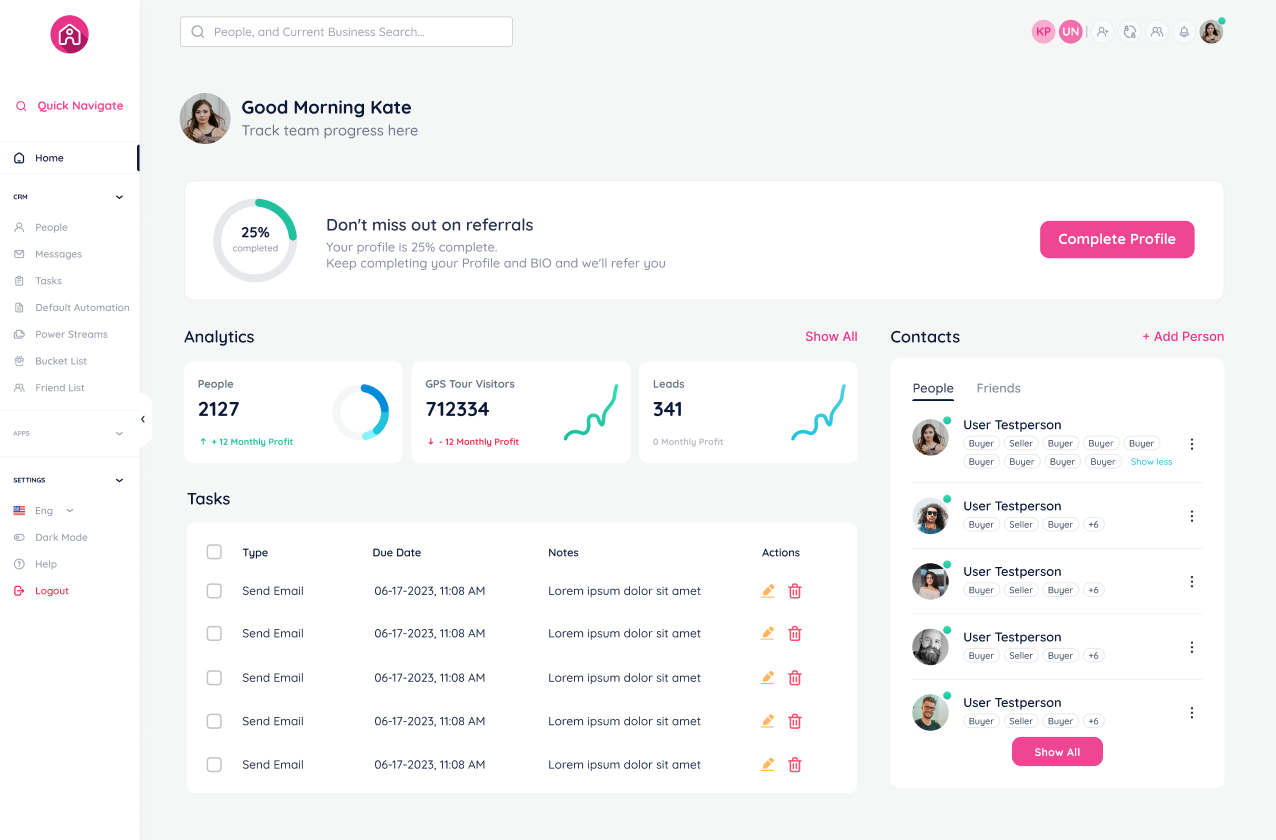 People, and Current Business Search...
KP
UN
Quick Navigate
Home
CRM
People
Messages
Tasks
Default Automation
Power Streams
Bucket List
Friend List
APPS
SETTINGS
Eng
Dark Mode
Help
Logout
Good Morning Kate
Track team progress here
25%
completed
Don't miss out on referrals
Your profile is 25% complete.
Keep completing your Profile and BIO and we'll refer you
Complete Profile
Analytics
Show All
People
2127
+ 12 Monthly Profit
GPS Tour Visitors
712334
- 12 Monthly Profit
Leads
341
0 Monthly Profit
Tasks
Type Due Date Notes Actions
Send Email 06-17-2023, 11:08 AM Lorem ipsum dolor sit amet
Send Email 06-17-2023, 11:08 AM Lorem ipsum dolor sit amet
Send Email 06-17-2023, 11:08 AM Lorem ipsum dolor sit amet
Send Email 06-17-2023, 11:08 AM Lorem ipsum dolor sit amet
Send Email 06-17-2023, 11:08 AM Lorem ipsum dolor sit amet
Contacts
+ Add Person
People Friends
User Testperson
Buyer Seller Buyer Buyer Buyer
Buyer Buyer Buyer Buyer Show less
User Testperson
Buyer Seller Buyer +6
User Testperson
Buyer Seller Buyer +6
User Testperson
Buyer Seller Buyer +6
User Testperson
Buyer Seller Buyer +6
Show All